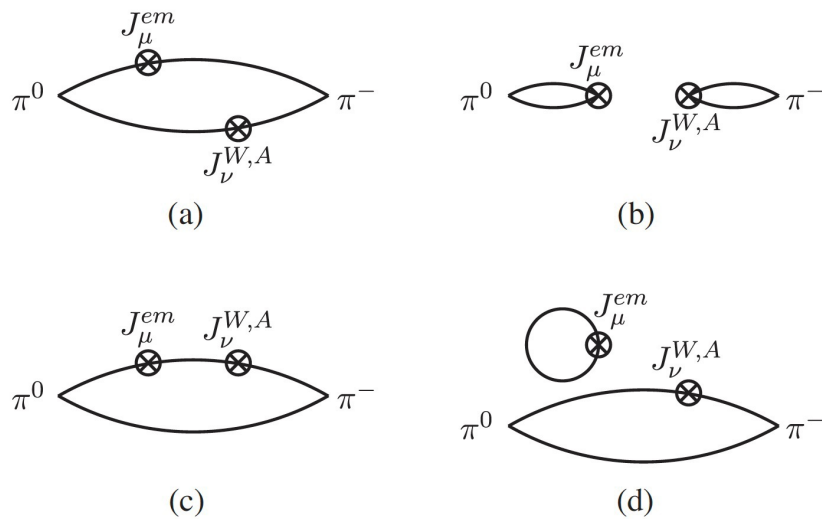 J_μ^{em}
π^0 π^-
J_ν^{W,A}
(a)
J_μ^{em}
π^0 π^-
J_ν^{W,A}
(b)
J_μ^{em} J_ν^{W,A}
π^0 π^-
(c)
J_μ^{em}
J_ν^{W,A}
π^0 π^-
(d)